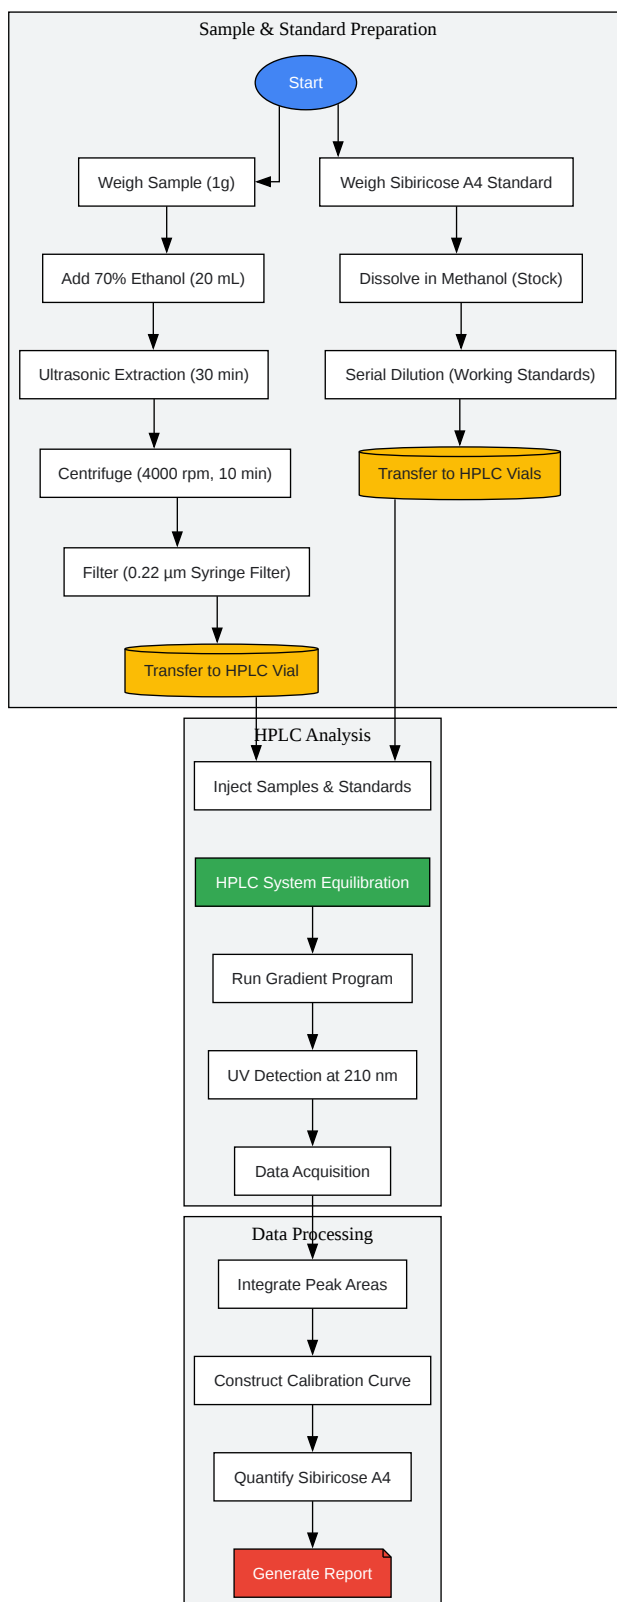 Sample & Standard Preparation
Start
Weigh Sample (1g)
Weigh Sibiricose A4 Standard
Add 70% Ethanol (20 mL)
Dissolve in Methanol (Stock)
Ultrasonic Extraction (30 min)
Serial Dilution (Working Standards)
Centrifuge (4000 rpm, 10 min)
Transfer to HPLC Vials
Filter (0.22 µm Syringe Filter)
Transfer to HPLC Vial
HPLC Analysis
Inject Samples & Standards
HPLC System Equilibration
Run Gradient Program
UV Detection at 210 nm
Data Acquisition
Data Processing
Integrate Peak Areas
Construct Calibration Curve
Quantify Sibiricose A4
Generate Report